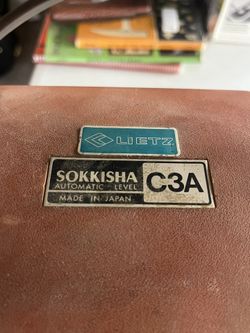 LIETZ
SOKKISHA
AUTOMATIC LEVEL
MADE IN JAPAN
C3A